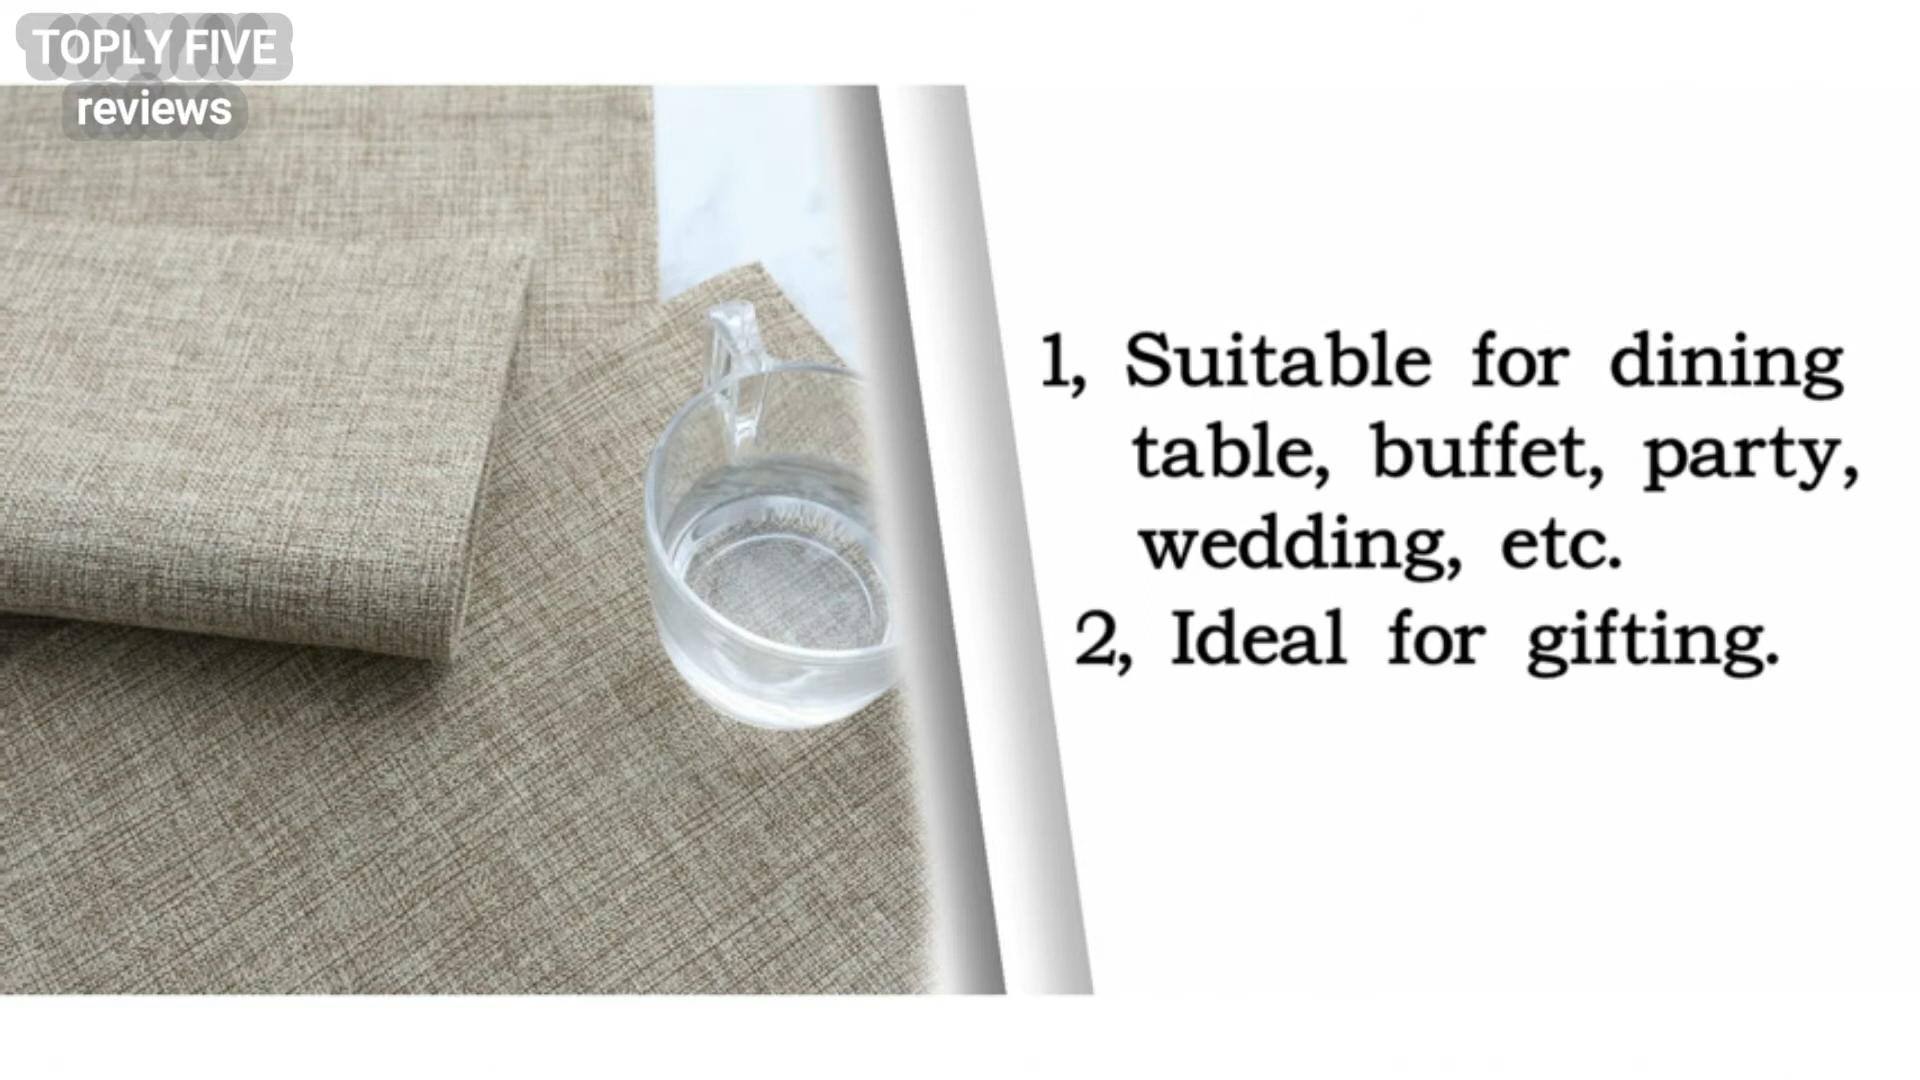 TOPLY FIVE
reviews
1, Suitable for dining
table, buffet, party,
wedding, etc.
2, Ideal for gifting.